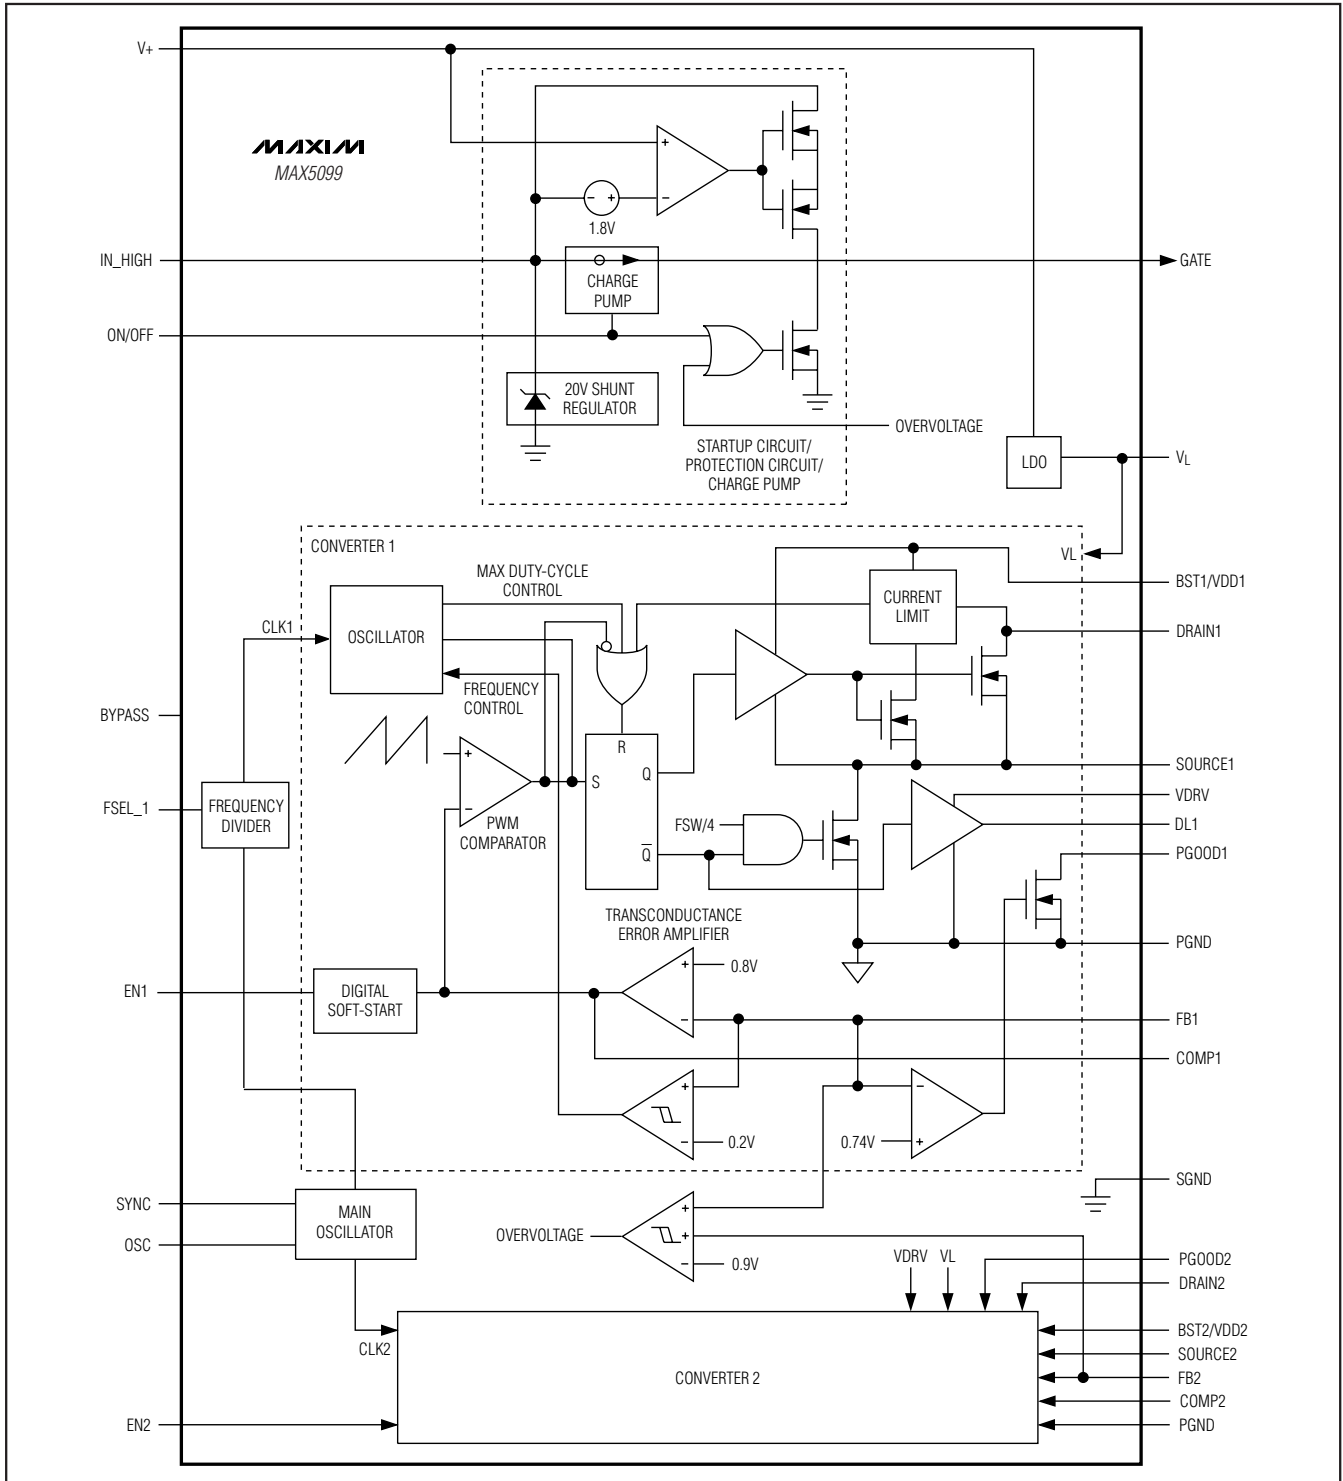 V+
MAXIM
MAX5099
+
−
− +
1.8V
IN_HIGH
GATE
CHARGE
PUMP
ON/OFF
20V SHUNT
REGULATOR
OVERVOLTAGE
STARTUP CIRCUIT/
PROTECTION CIRCUIT/
CHARGE PUMP
LDO
VL
CONVERTER 1
VL
MAX DUTY-CYCLE
CONTROL
BST1/VDD1
CURRENT
LIMIT
CLK1
OSCILLATOR
DRAIN1
FREQUENCY
CONTROL
BYPASS
R
+
Q
SOURCE1
S
−
FSEL_1
FREQUENCY
DIVIDER
PWM
COMPARATOR
VDRV
FSW/4
DL1
Q̅
PGOOD1
TRANSCONDUCTANCE
ERROR AMPLIFIER
PGND
+
0.8V
EN1
DIGITAL
SOFT-START
−
FB1
COMP1
+
−
−
0.2V
0.74V
+
SGND
SYNC
MAIN
OSCILLATOR
OSC
+
OVERVOLTAGE
+
−
0.9V
VDRV
VL
PGOOD2
DRAIN2
BST2/VDD2
CLK2
SOURCE2
CONVERTER 2
FB2
COMP2
EN2
PGND